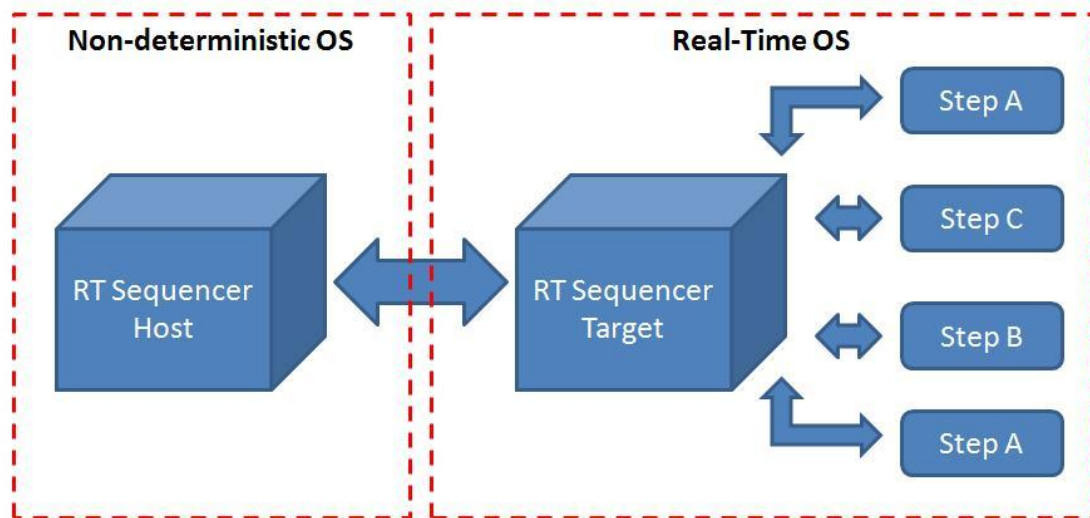 Non-deterministic OS
Real-Time OS
RT Sequencer
Host
RT Sequencer
Target
Step A
Step C
Step B
Step A